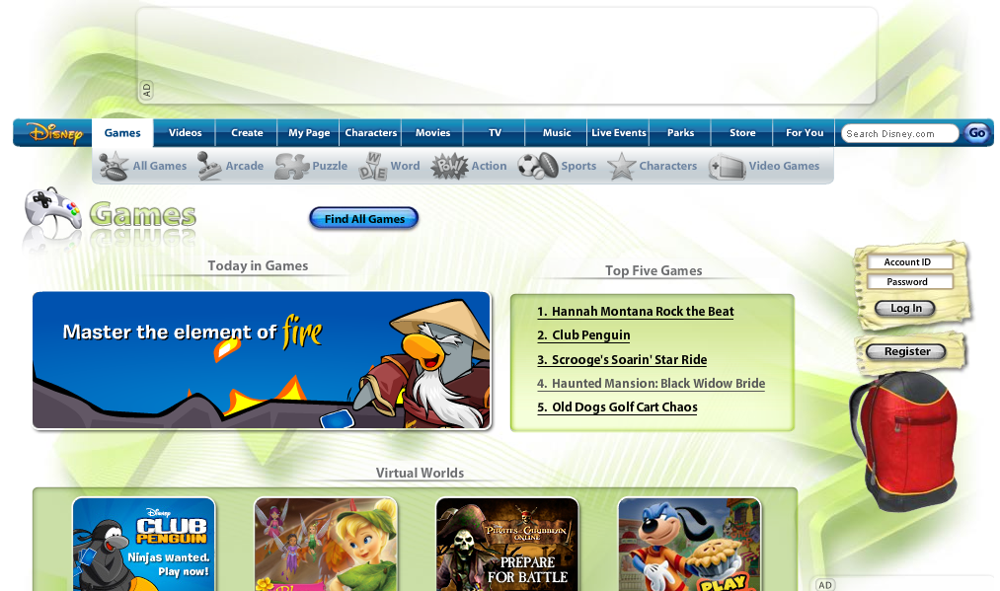 AD
Disney
Games
Videos
Create
My Page
Characters
Movies
TV
Music
Live Events
Parks
Store
For You
Search Disney.com
Go
All Games
Arcade
Puzzle
WDE
Word
POW!
Action
Sports
Characters
Video Games
Games
Find All Games
Today in Games
Top Five Games
Account ID
Password
Log In
Register
Master the element of fire
1. Hannah Montana Rock the Beat
2. Club Penguin
3. Scrooge's Soarin' Star Ride
4. Haunted Mansion: Black Widow Bride
5. Old Dogs Golf Cart Chaos
Virtual Worlds
Disney
CLUB
PENGUIN
Ninjas Wanted.
Play now!
PIRATES of the CARIBBEAN
ONLINE
PREPARE
FOR BATTLE
PLAY
AD